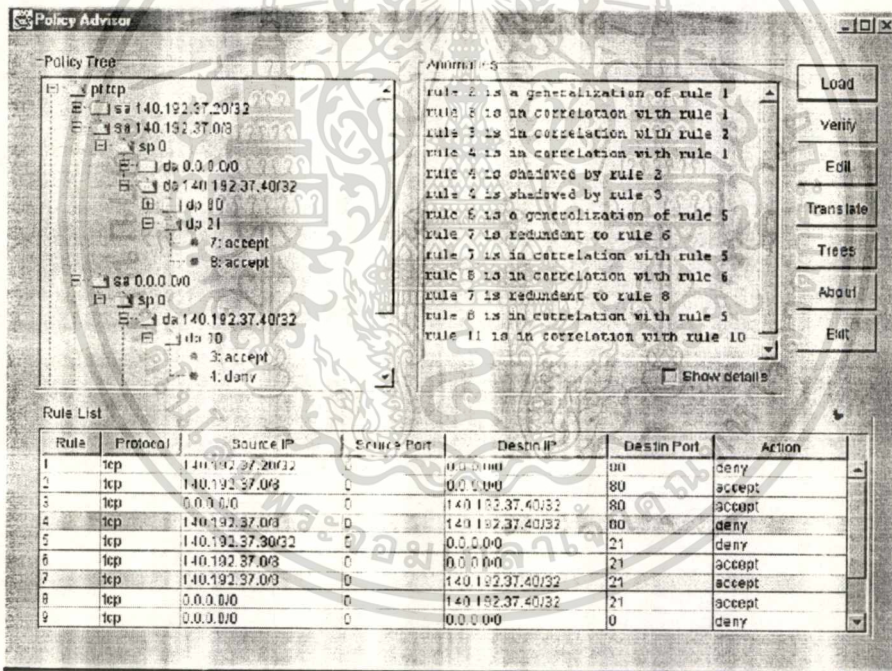 Policy Advisor
Policy Tree
pt tcp
sa 140.192.37.20/32
sa 140.192.37.0/8
sp 0
da 0.0.0.0/0
da 140.192.37.40/32
dp 80
dp 21
7: accept
8: accept
sa 0.0.0.0/0
sp 0
da 140.192.37.40/32
3: accept
4: deny
Anomalies
rule 2 is a generalization of rule 1
rule 3 is in correlation with rule 1
rule 3 is in correlation with rule 2
rule 4 is in correlation with rule 1
rule 4 is shadowed by rule 2
rule 4 is shadowed by rule 3
rule 6 is a generalization of rule 5
rule 7 is redundant to rule 6
rule 7 is in correlation with rule 5
rule 8 is in correlation with rule 6
rule 7 is redundant to rule 8
rule 8 is in correlation with rule 5
rule 11 is in correlation with rule 10
Show details
Load
Verify
Edit
Translate
Trees
About
Exit
Rule List
Rule Protocol Source IP Source Port Destin IP Destin Port Action
1 tcp 140.192.37.20/32 0 0.0.0.0/0 80 deny
2 tcp 140.192.37.0/8 0 0.0.0.0/0 80 accept
3 tcp 0.0.0.0/0 0 140.192.37.40/32 80 accept
4 tcp 140.192.37.0/8 0 140.192.37.40/32 80 deny
5 tcp 140.192.37.30/32 0 0.0.0.0/0 21 deny
6 tcp 140.192.37.0/8 0 0.0.0.0/0 21 accept
7 tcp 140.192.37.0/8 0 140.192.37.40/32 21 accept
8 tcp 0.0.0.0/0 0 140.192.37.40/32 21 accept
9 tcp 0.0.0.0/0 0 0.0.0.0/0 0 deny